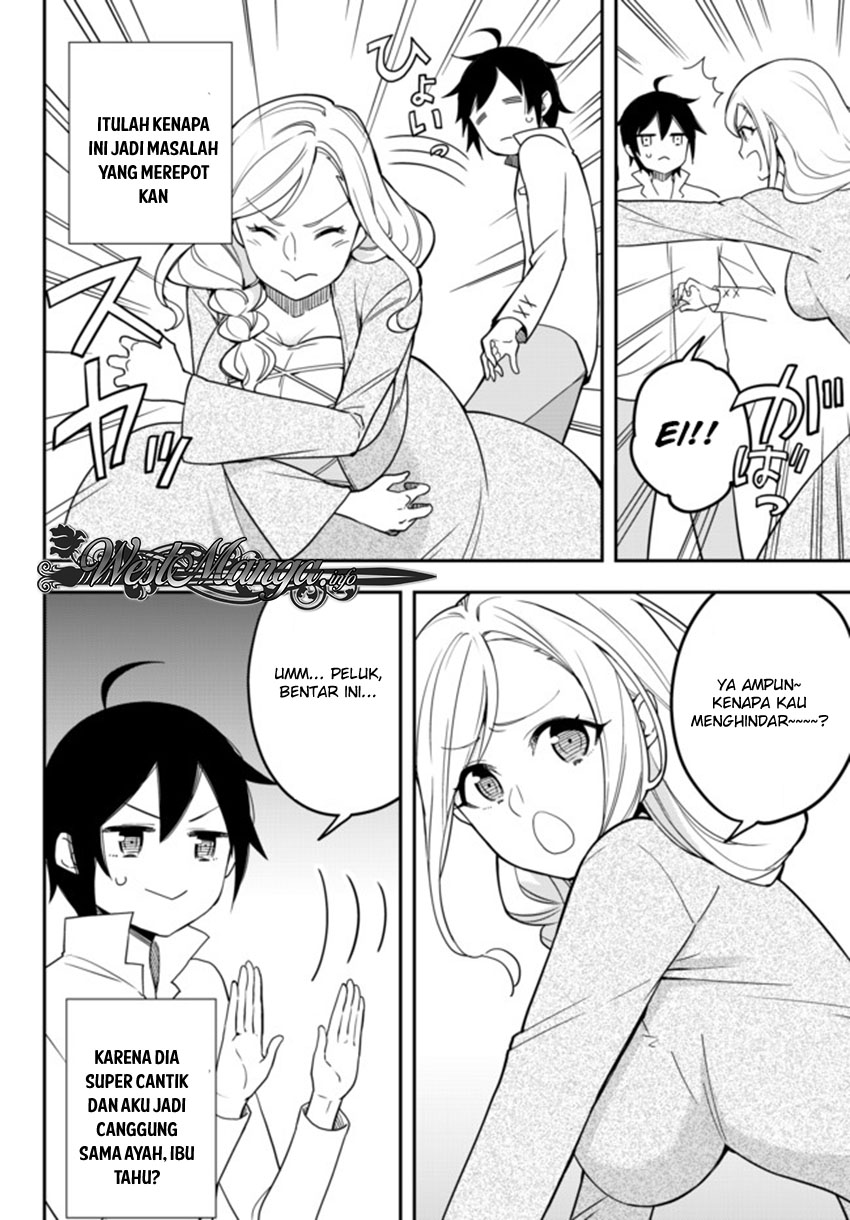 EI!!
がばっ
ITULAH KENAPA
INI JADI MASALAH
YANG MEREPOT
KAN
ひょい
スカッ
YA AMPUN~
KENAPA KAU
MENGHINDAR~~~~?
UMM... PELUK,
BENTAR INI...
KARENA DIA
SUPER CANTIK
DAN AKU JADI
CANGGUNG
SAMA AYAH, IBU
TAHU?
WestManga.info